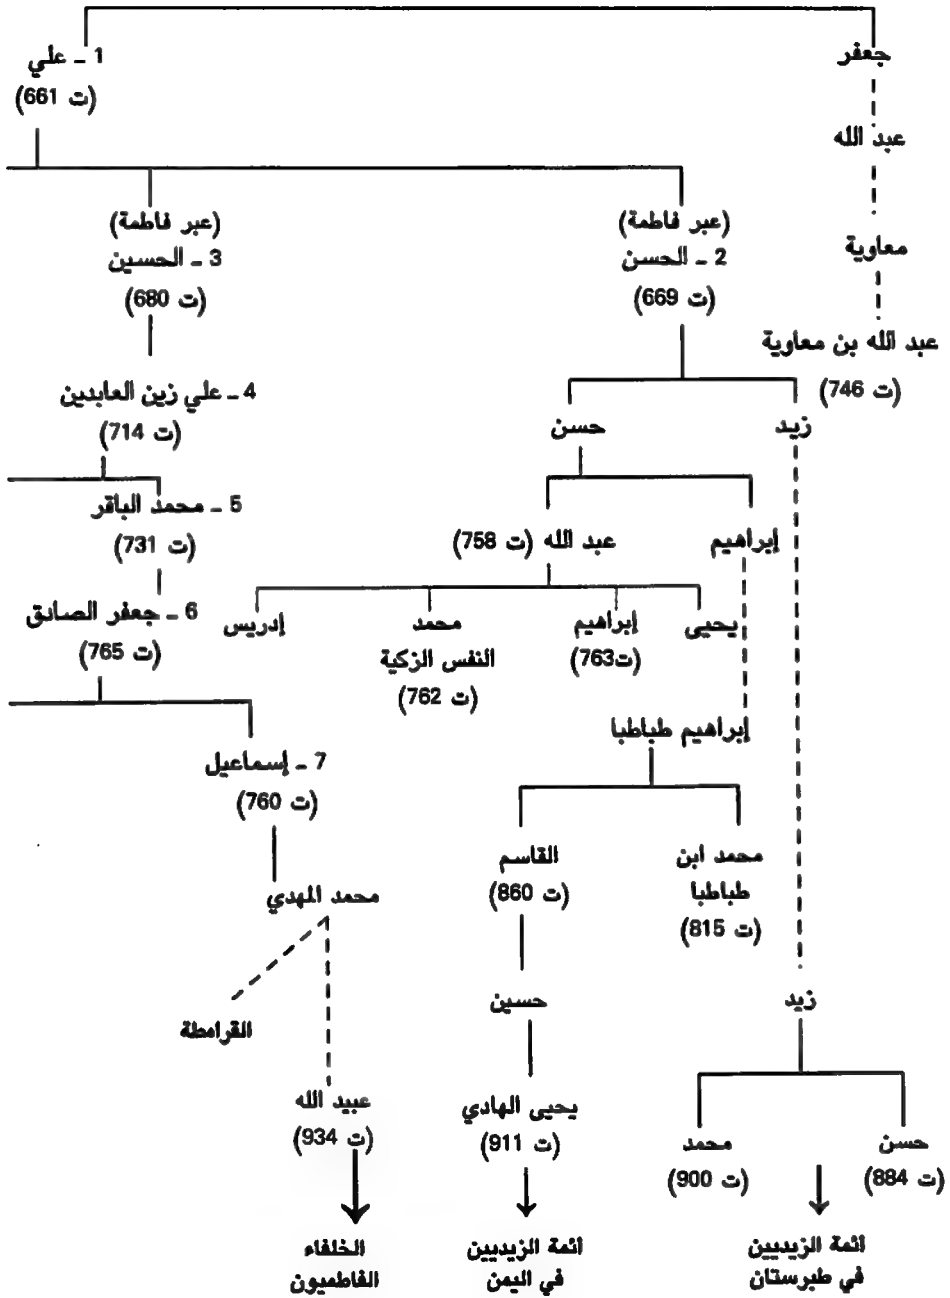 جعفر
1 ـ علي
(ت 661)
عبد الله
(عبر فاطمة)
(عبر فاطمة)
معاوية
2 ـ الحسن
3 ـ الحسين
(ت 669)
(ت 680)
عبد الله بن معاوية
(ت 746)
4 ـ علي زين العابدين
(ت 714)
زيد
حسن
5 ـ محمد الباقر
(ت 731)
إبراهيم
عبد الله (ت 758)
6 ـ جعفر الصادق
(ت 765)
يحيى
إبراهيم
(ت763)
محمد
النفس الزكية
(ت 762)
إدريس
إبراهيم طباطبا
7 ـ إسماعيل
(ت 760)
محمد ابن
طباطبا
(ت 815)
القاسم
(ت 860)
محمد المهدي
زيد
حسين
القرامطة
عبيد الله
(ت 934)
يحيى الهادي
(ت 911)
حسن
(ت 884)
محمد
(ت 900)
أئمة الزيديين
في طبرستان
أئمة الزيديين
في اليمن
الخلفاء
الفاطميون